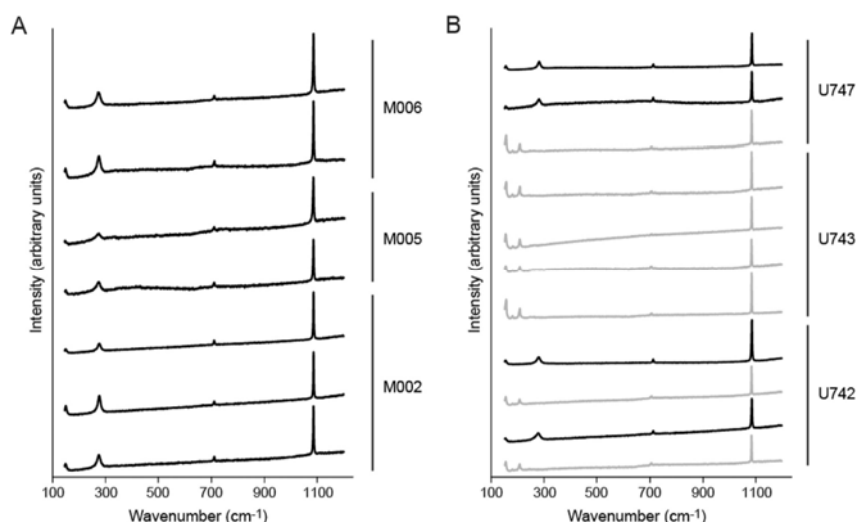 A
Intensity (arbitrary units)
M006
M005
M002
100 300 500 700 900 1100
Wavenumber (cm-1)
B
Intensity (arbitrary units)
U747
U743
U742
100 300 500 700 900 1100
Wavenumber (cm-1)